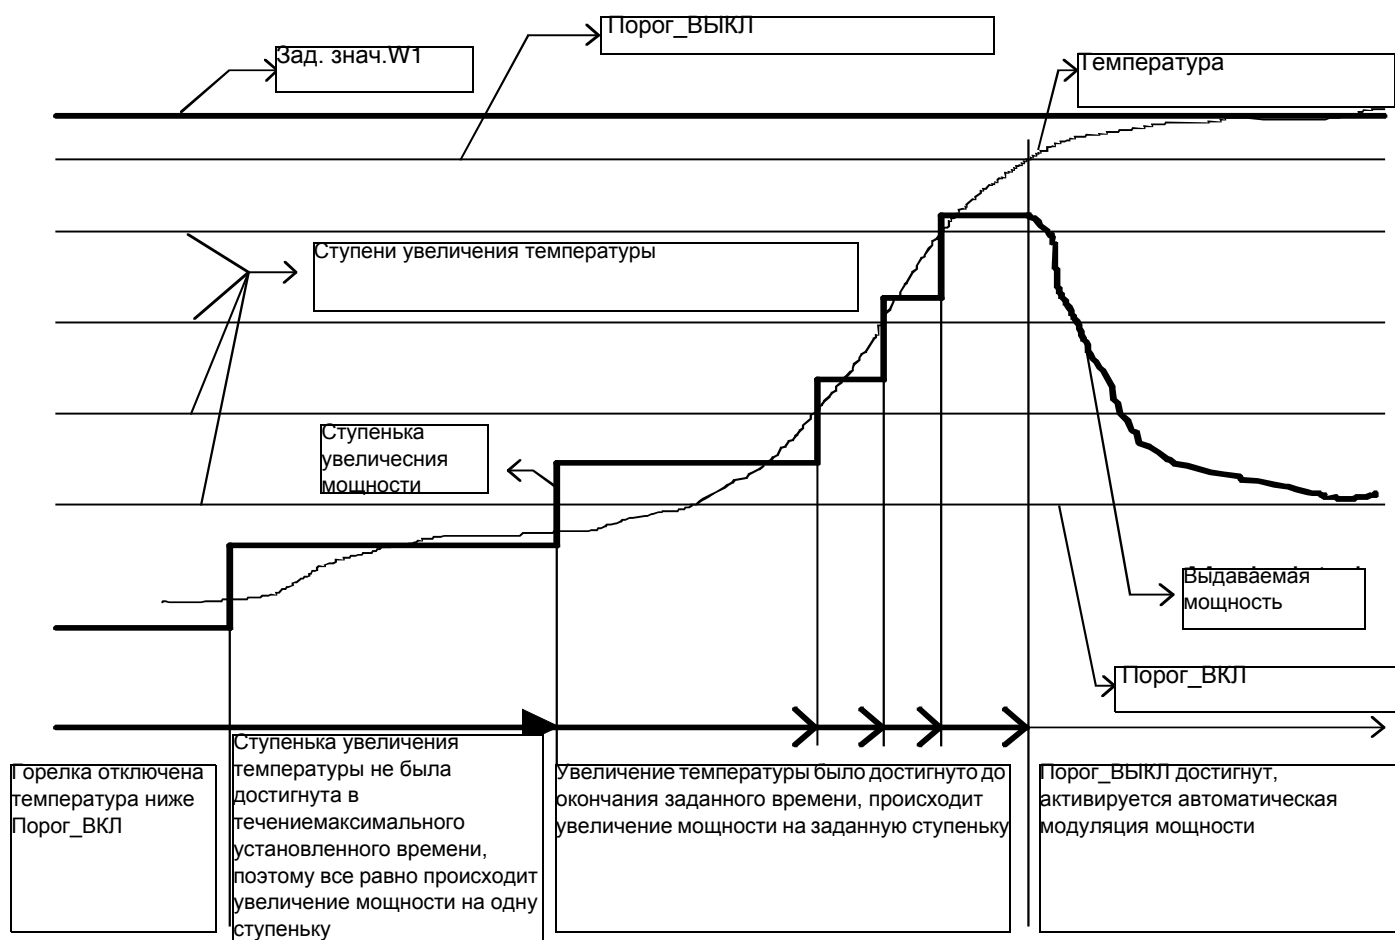 Порог_ВЫКЛ
Зад. знач.W1
Температура
Ступени увеличения температуры
Ступенька
увеличесния
мощности
Выдаваемая
мощность
Порог_ВКЛ
Горелка отключена
температура ниже
Порог_ВКЛ
Ступенька увеличения
температуры не была
достигнута в
течениемаксимального
установленного времени,
поэтому все равно происходит
увеличение мощности на одну
ступеньку
Увеличение температуры было достигнуто до
окончания заданного времени, происходит
увеличение мощности на заданную ступеньку
Порог_ВЫКЛ достигнут,
активируется автоматическая
модуляция мощности